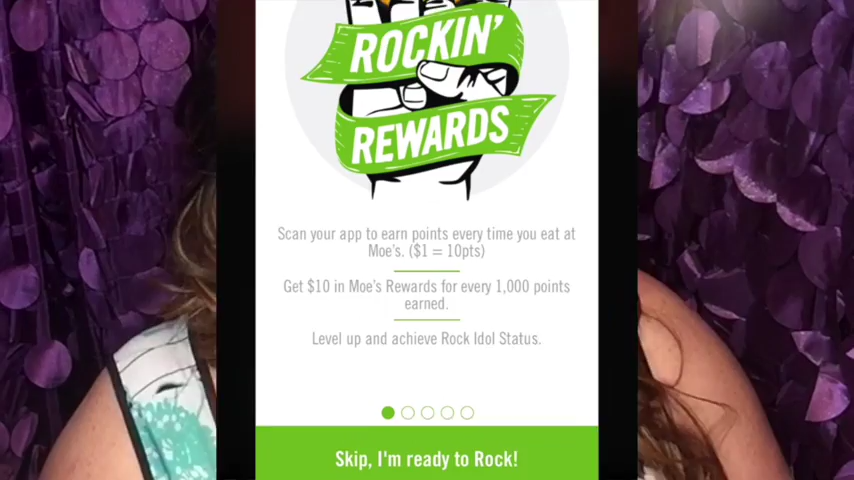 ROCKIN'
REWARDS
Scan your app to earn points every time you eat at
Moe's. ($1 = 10pts)
Get $10 in Moe's Rewards for every 1,000 points
earned.
Level up and achieve Rock Idol Status.
Skip, I'm ready to Rock!